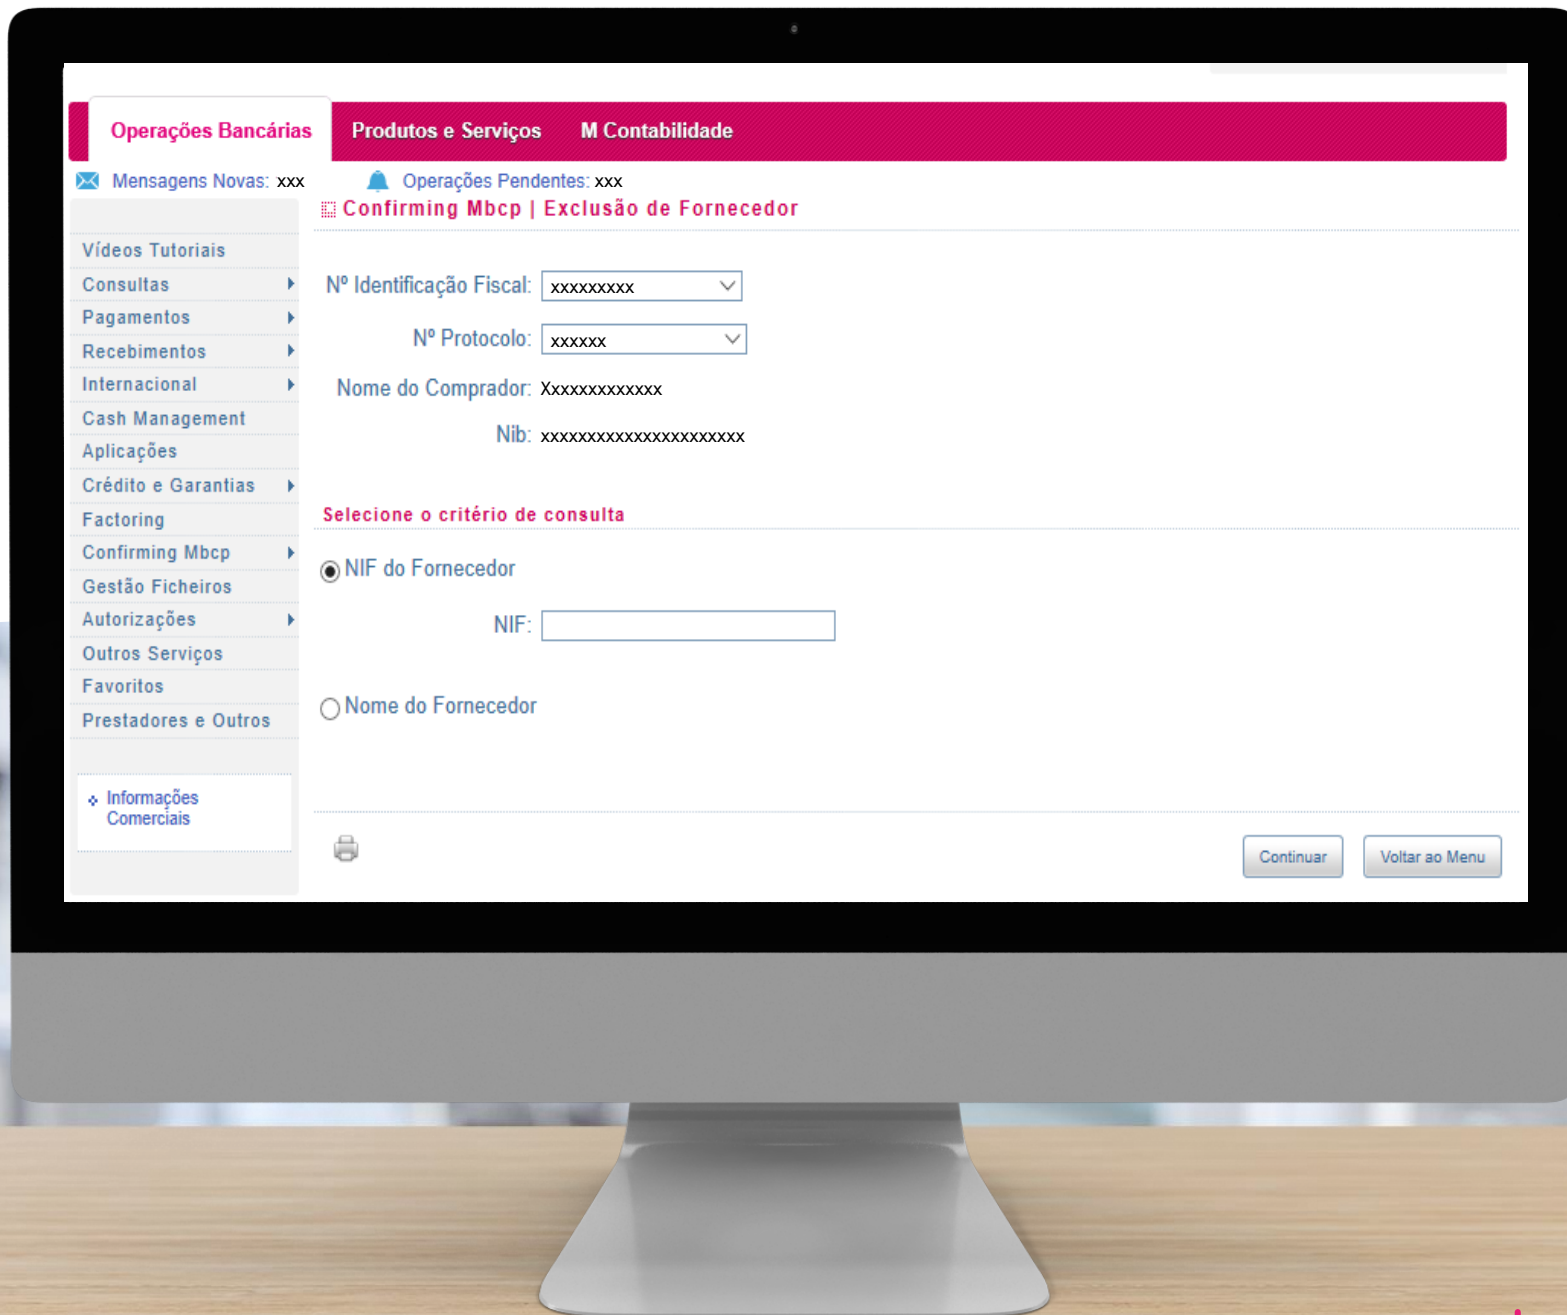 Operações Bancárias Produtos e Serviços M Contabilidade
Mensagens Novas: xxx Operações Pendentes: xxx
Confirming Mbcp | Exclusão de Fornecedor
Vídeos Tutoriais
Consultas
Pagamentos
Recebimentos
Internacional
Cash Management
Aplicações
Crédito e Garantias
Factoring
Confirming Mbcp
Gestão Ficheiros
Autorizações
Outros Serviços
Favoritos
Prestadores e Outros
Informações
Comerciais
Nº Identificação Fiscal: xxxxxxxxx
Nº Protocolo: xxxxxx
Nome do Comprador: Xxxxxxxxxxxxx
Nib: xxxxxxxxxxxxxxxxxxxxxx
Selecione o critério de consulta
NIF do Fornecedor
NIF:
Nome do Fornecedor
Continuar Voltar ao Menu